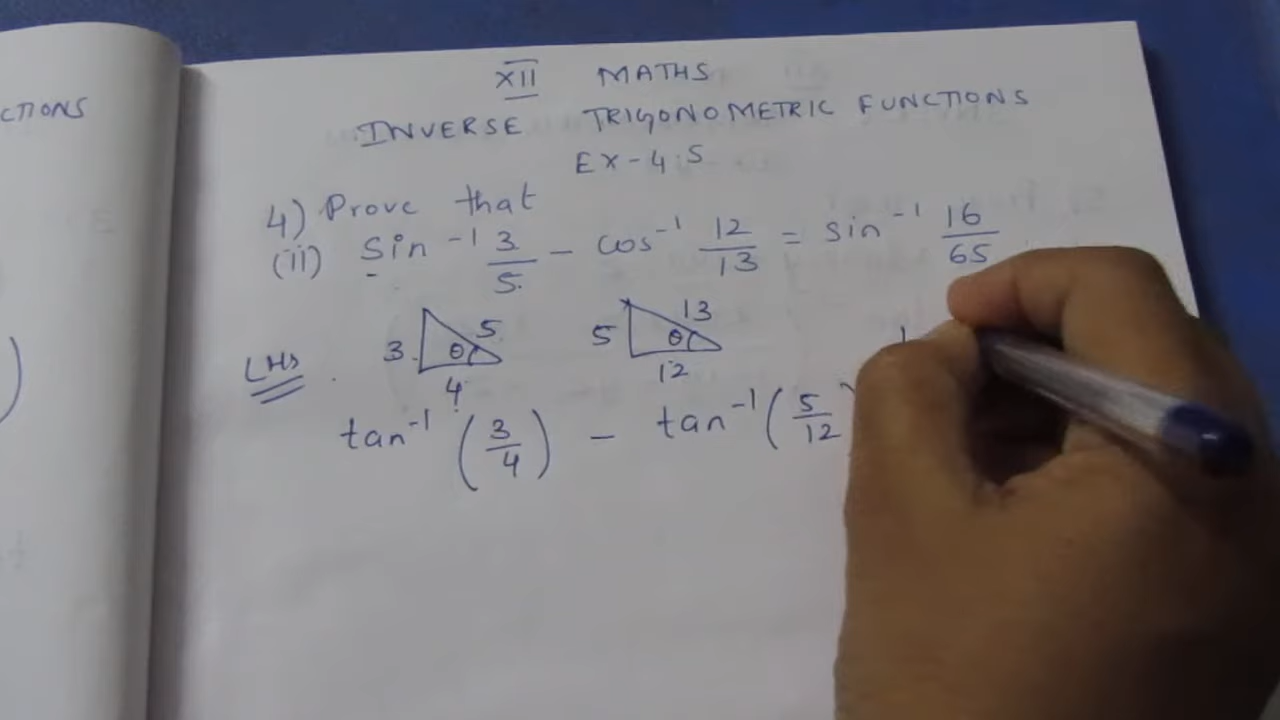 CTIONS
XII MATHS
INVERSE TRIGONOMETRIC FUNCTIONS
EX-4.5
4) Prove that
(ii) Sin⁻¹ 3/5 - cos⁻¹ 12/13 = sin⁻¹ 16/65
LHS 3 5 θ 4 5 13 θ 12
tan⁻¹ (3/4) - tan⁻¹ (5/12